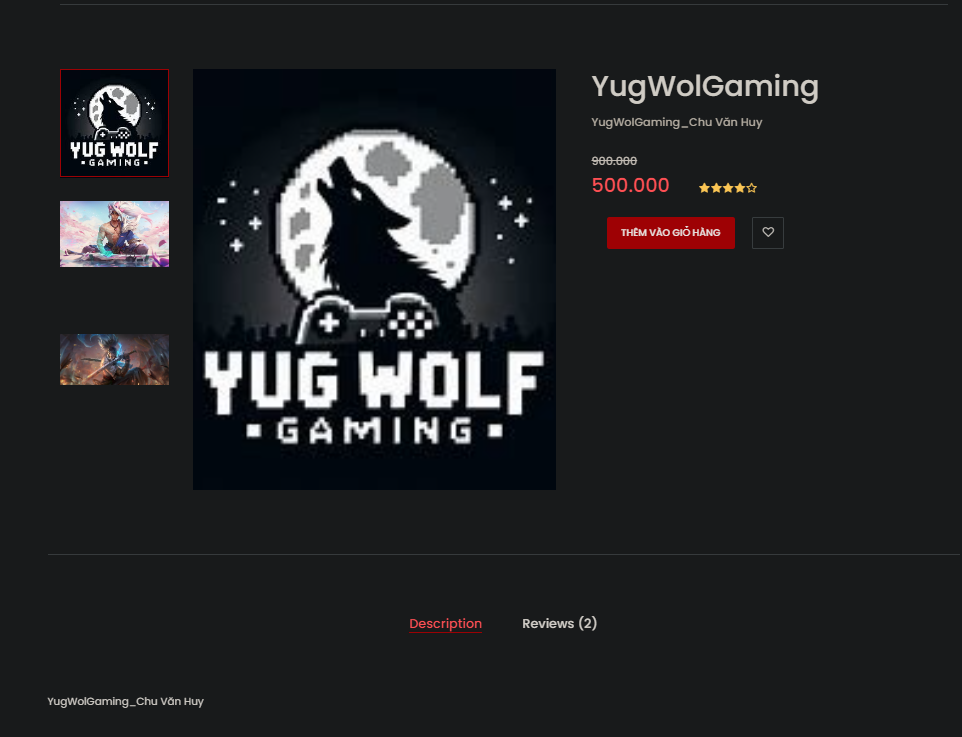 YUG WOLF
GAMING
YUG WOLF
· GAMING ·
YugWolGaming
YugWolGaming_Chu Văn Huy
900.000
500.000
THÊM VÀO GIỎ HÀNG
Description
Reviews (2)
YugWolGaming_Chu Văn Huy